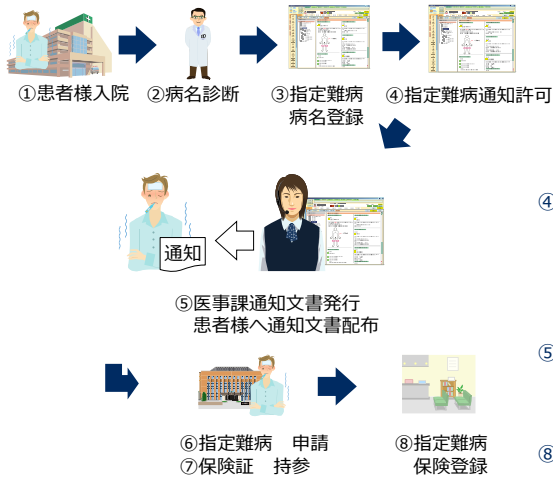 ①患者様入院
②病名診断
③指定難病
病名登録
④指定難病通知許可
通知
⑤医事課通知文書発行
患者様へ通知文書配布
⑥指定難病　申請
⑦保険証　持参
⑧指定難病
保険登録
④
⑤
⑧